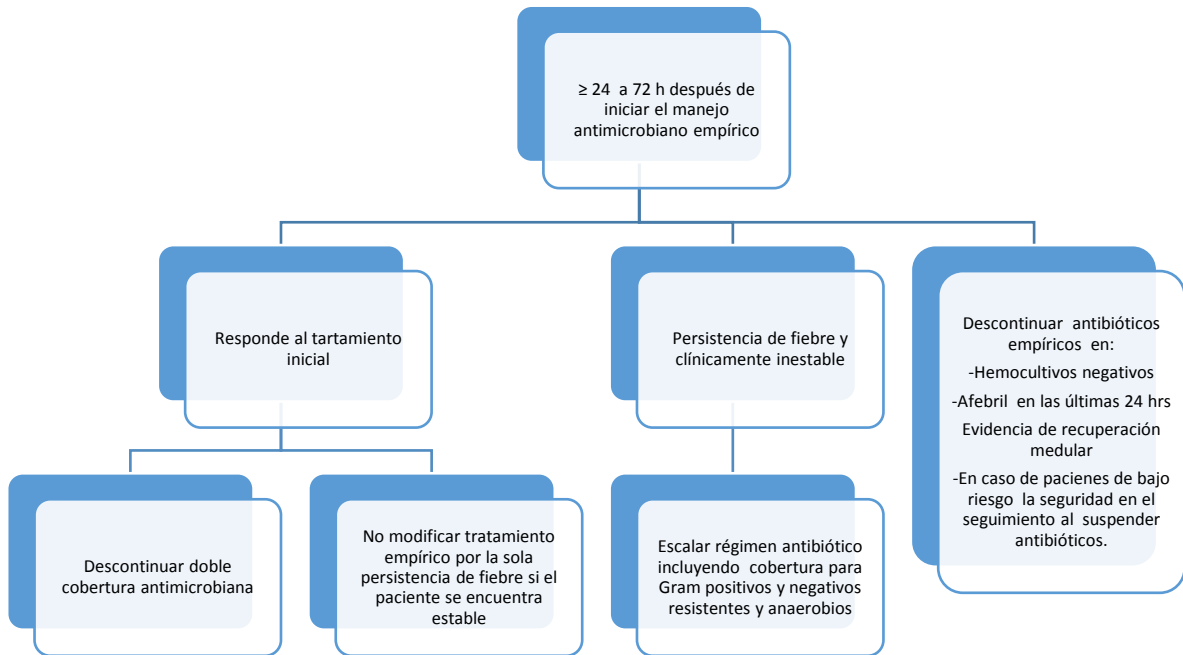 ≥ 24 a 72 h después de
iniciar el manejo
antimicrobiano empírico
Responde al tartamiento
inicial
Persistencia de fiebre y
clínicamente inestable
Descontinuar antibióticos
empíricos en:
-Hemocultivos negativos
-Afebril en las últimas 24 hrs
Evidencia de recuperación
medular
-En caso de pacienes de bajo
riesgo la seguridad en el
seguimiento al suspender
antibióticos.
Descontinuar doble
cobertura antimicrobiana
No modificar tratamiento
empírico por la sola
persistencia de fiebre si el
paciente se encuentra
estable
Escalar régimen antibiótico
incluyendo cobertura para
Gram positivos y negativos
resistentes y anaerobios